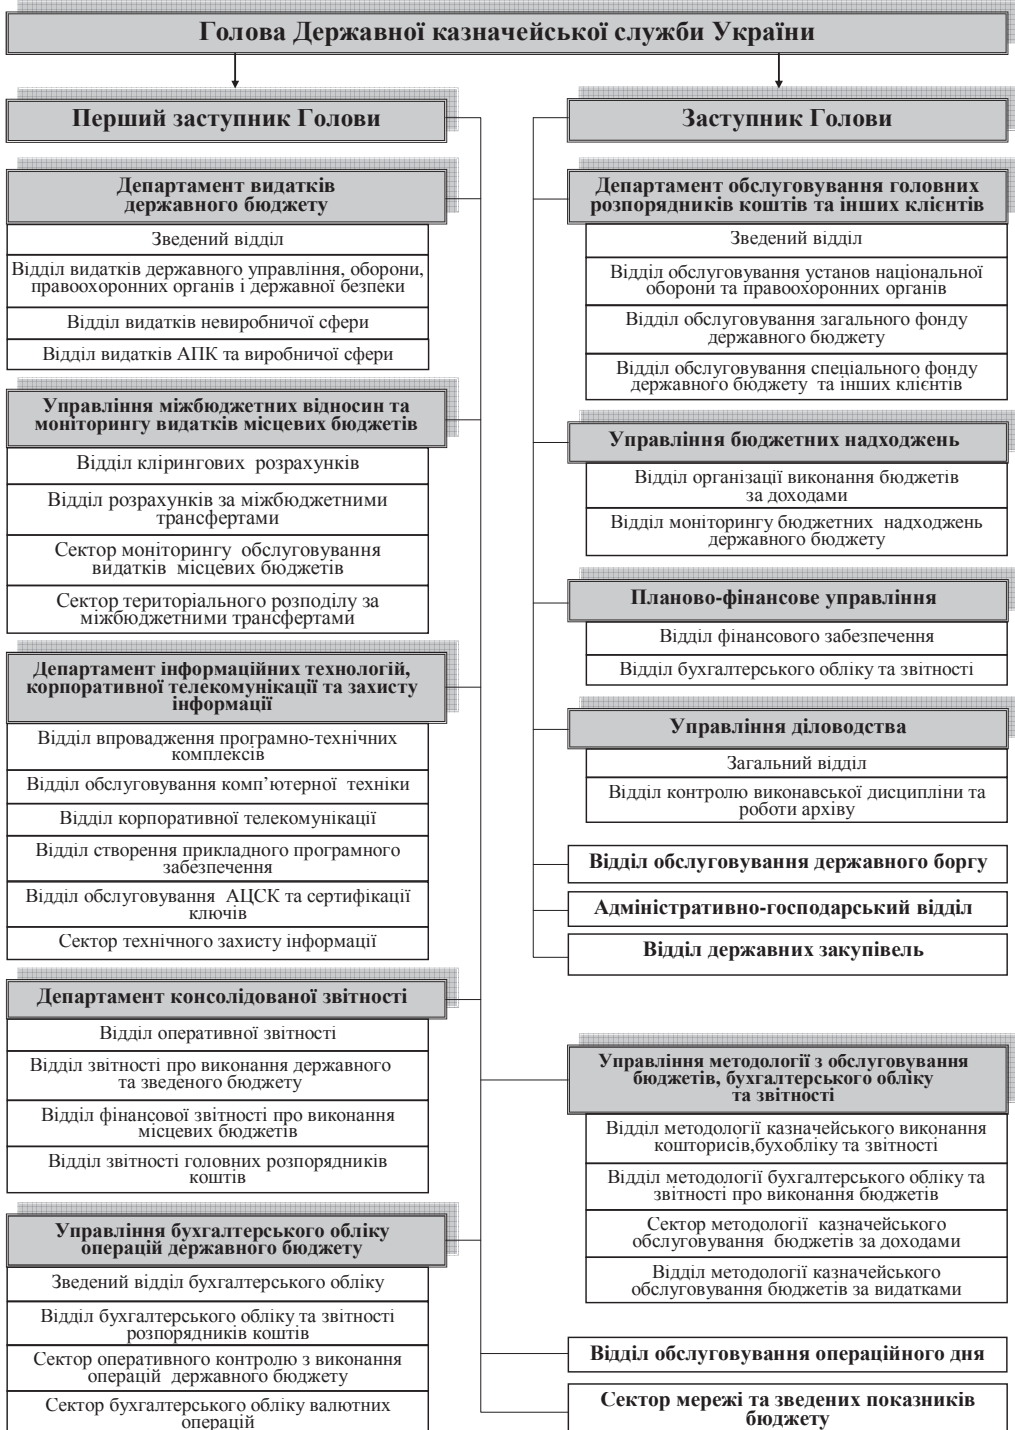 Голова Державної казначейської служби України
Перший заступник Голови
Департамент видатків
державного бюджету
Зведений відділ
Відділ видатків державного управління, оборони,
правоохоронних органів і державної безпеки
Відділ видатків невиробничої сфери
Відділ видатків АПК та виробничої сфери
Управління міжбюджетних відносин та
моніторингу видатків місцевих бюджетів
Відділ клірингових розрахунків
Відділ розрахунків за міжбюджетними
трансфертами
Сектор моніторингу обслуговування
видатків місцевих бюджетів
Сектор територіального розподілу за
міжбюджетними трансфертами
Департамент інформаційних технологій,
корпоративної телекомунікації та захисту
інформації
Відділ впровадження програмно-технічних
комплексів
Відділ обслуговування комп’ютерної техніки
Відділ корпоративної телекомунікації
Відділ створення прикладного програмного
забезпечення
Відділ обслуговування АЦСК та сертифікації
ключів
Сектор технічного захисту інформації
Департамент консолідованої звітності
Відділ оперативної звітності
Відділ звітності про виконання державного
та зведеного бюджету
Відділ фінансової звітності про виконання
місцевих бюджетів
Відділ звітності головних розпорядників
коштів
Управління бухгалтерського обліку
операцій державного бюджету
Зведений відділ бухгалтерського обліку
Відділ бухгалтерського обліку та звітності
розпорядників коштів
Сектор оперативного контролю з виконання
операцій державного бюджету
Сектор бухгалтерського обліку валютних
операцій
Заступник Голови
Департамент обслуговування головних
розпорядників коштів та інших клієнтів
Зведений відділ
Відділ обслуговування установ національної
оборони та правоохоронних органів
Відділ обслуговування загального фонду
державного бюджету
Відділ обслуговування спеціального фонду
державного бюджету та інших клієнтів
Управління бюджетних надходжень
Відділ організації виконання бюджетів
за доходами
Відділ моніторингу бюджетних надходжень
державного бюджету
Планово-фінансове управління
Відділ фінансового забезпечення
Відділ бухгалтерського обліку та звітності
Управління діловодства
Загальний відділ
Відділ контролю виконавської дисципліни та
роботи архіву
Відділ обслуговування державного боргу
Адміністративно-господарський відділ
Відділ державних закупівель
Управління методології з обслуговування
бюджетів, бухгалтерського обліку
та звітності
Відділ методології казначейського виконання
кошторисів,бухобліку та звітності
Відділ методології бухгалтерського обліку та
звітності про виконання бюджетів
Сектор методології казначейського
обслуговування бюджетів за доходами
Відділ методології казначейського
обслуговування бюджетів за видатками
Відділ обслуговування операційного дня
Сектор мережі та зведених показників
бюджету